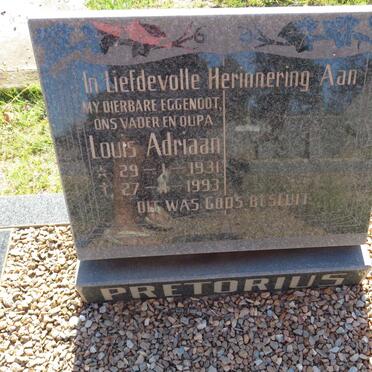 In Liefdevolle Herinnering Aan
MY DIERBARE EGGENOOT,
ONS VADER EN OUPA
Louis Adriaan
29 - 1 - 1931
27 - 4 - 1993
DIT WAS GODS BESLUIT
PRETORIUS